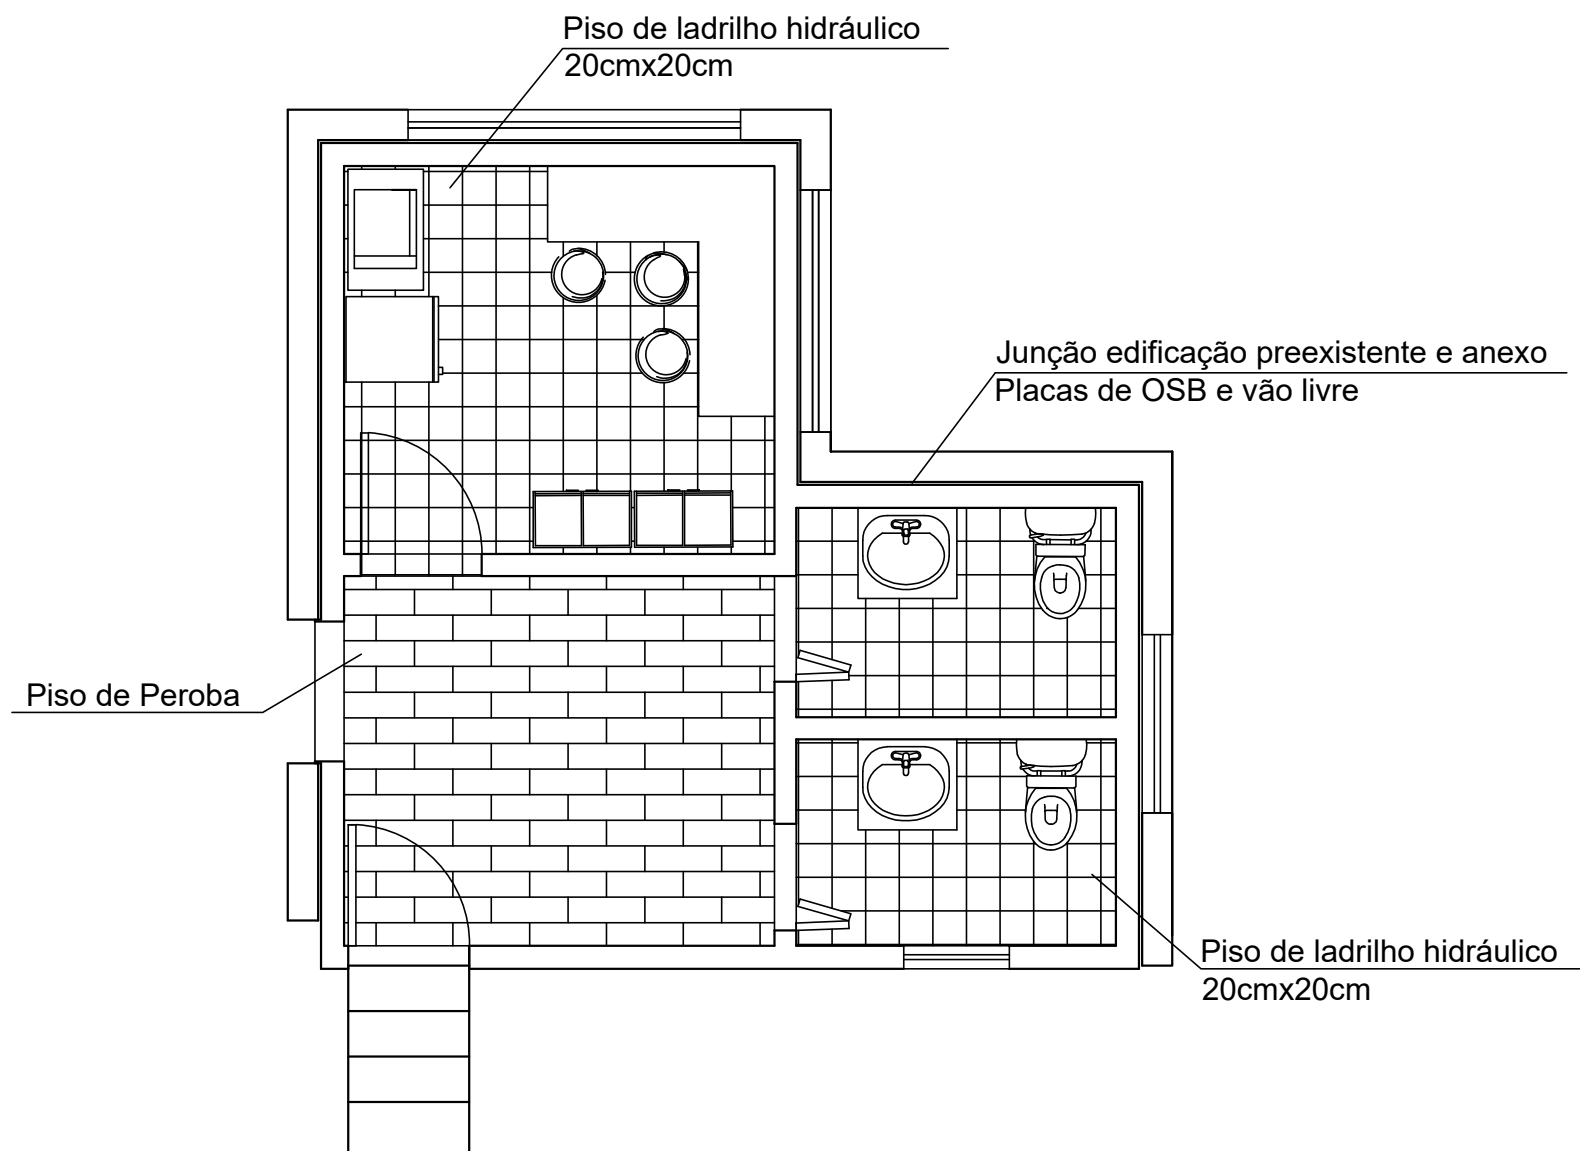 Piso de ladrilho hidráulico
20cmx20cm
Junção edificação preexistente e anexo
Placas de OSB e vão livre
Piso de Peroba
Piso de ladrilho hidráulico
20cmx20cm